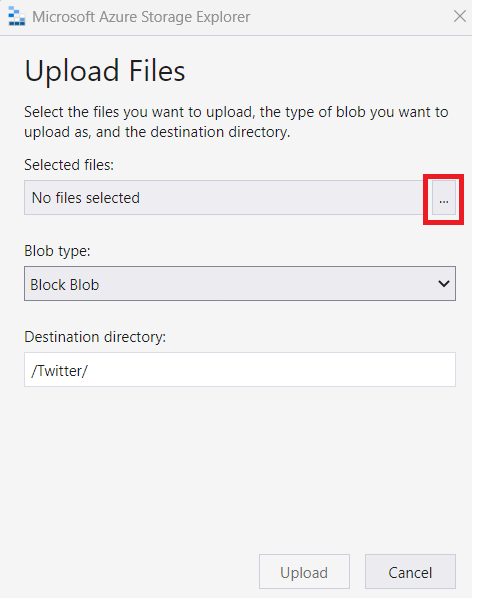 Microsoft Azure Storage Explorer
Upload Files
Select the files you want to upload, the type of blob you want to
upload as, and the destination directory.
Selected files:
No files selected
...
Blob type:
Block Blob
Destination directory:
/Twitter/
Upload
Cancel